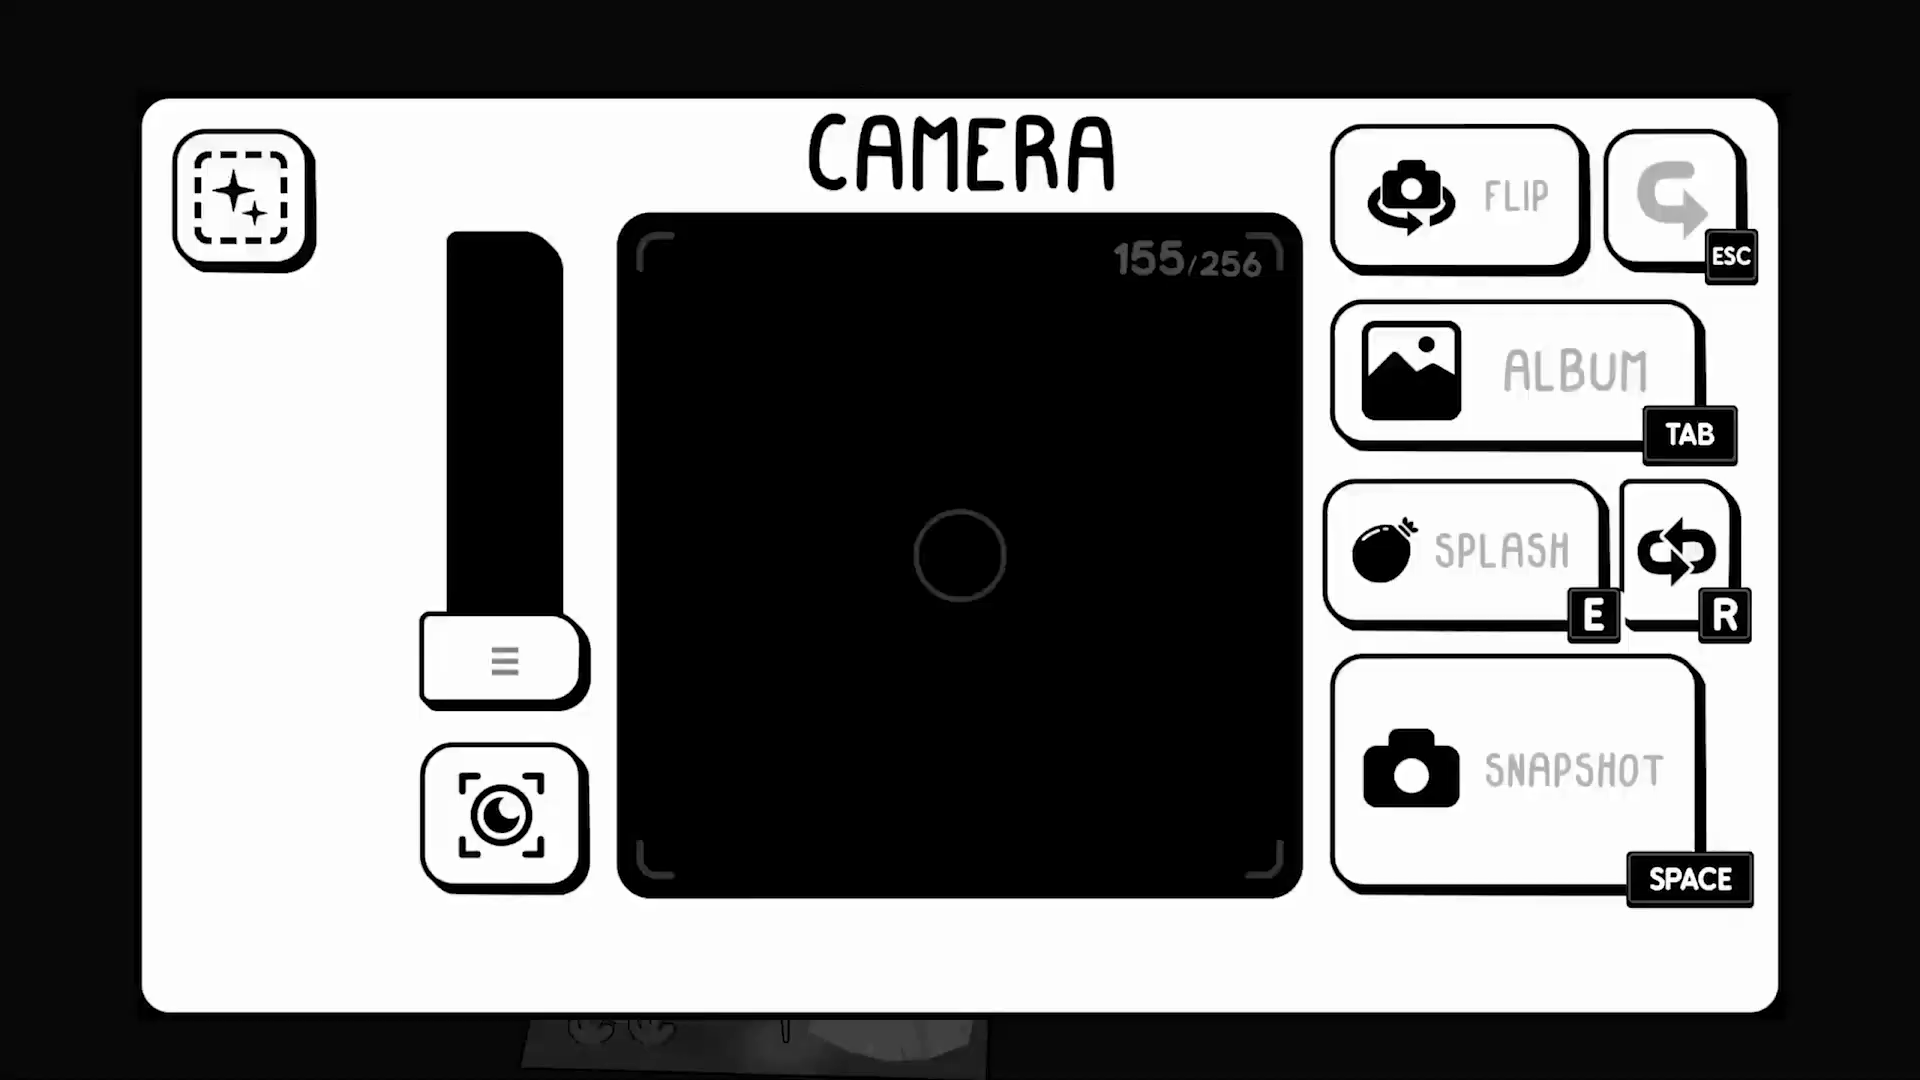 CAMERA
155/256
FLIP
ESC
ALBUM
TAB
SPLASH
E
R
SNAPSHOT
SPACE